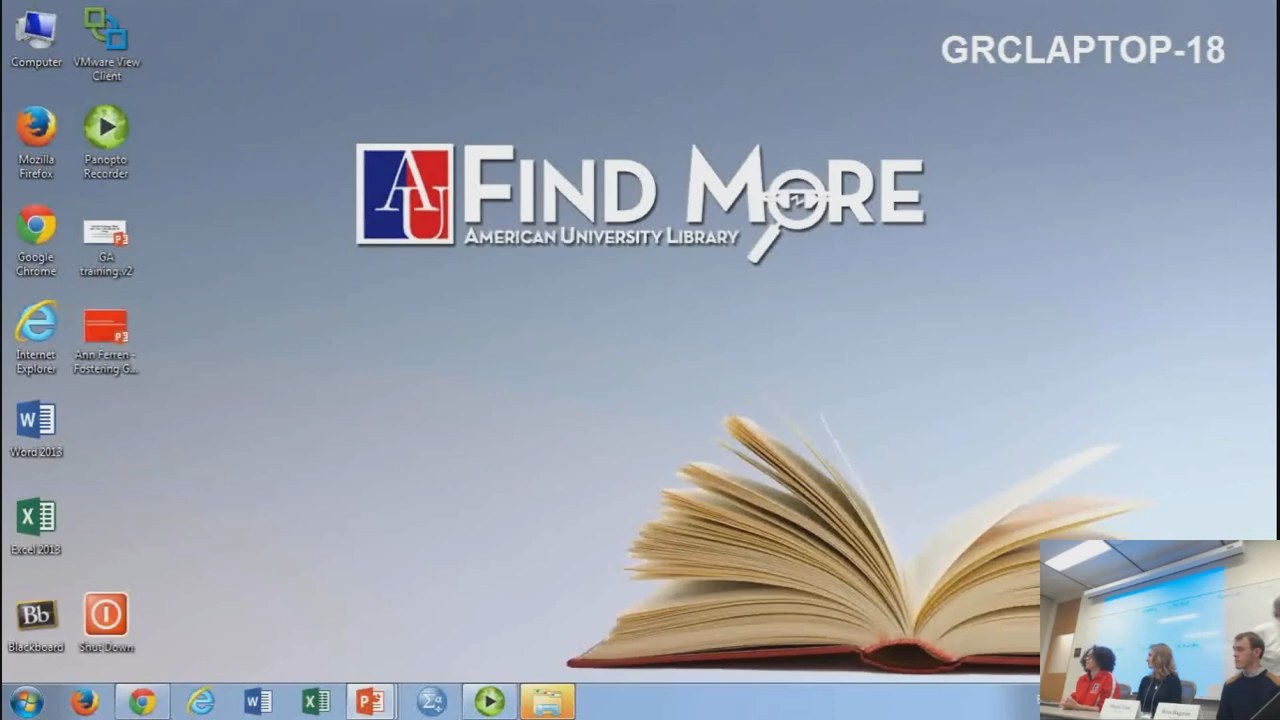 GRCLAPTOP-18
Computer
VMware View
Client
Mozilla
Firefox
Panopto
Recorder
Google
Chrome
GA
training.v2
Internet
Explorer
Ann Ferren -
Fostering G...
Word 2013
Excel 2013
Bb
Blackboard
Shut Down
AU
FIND MORE
AMERICAN UNIVERSITY LIBRARY